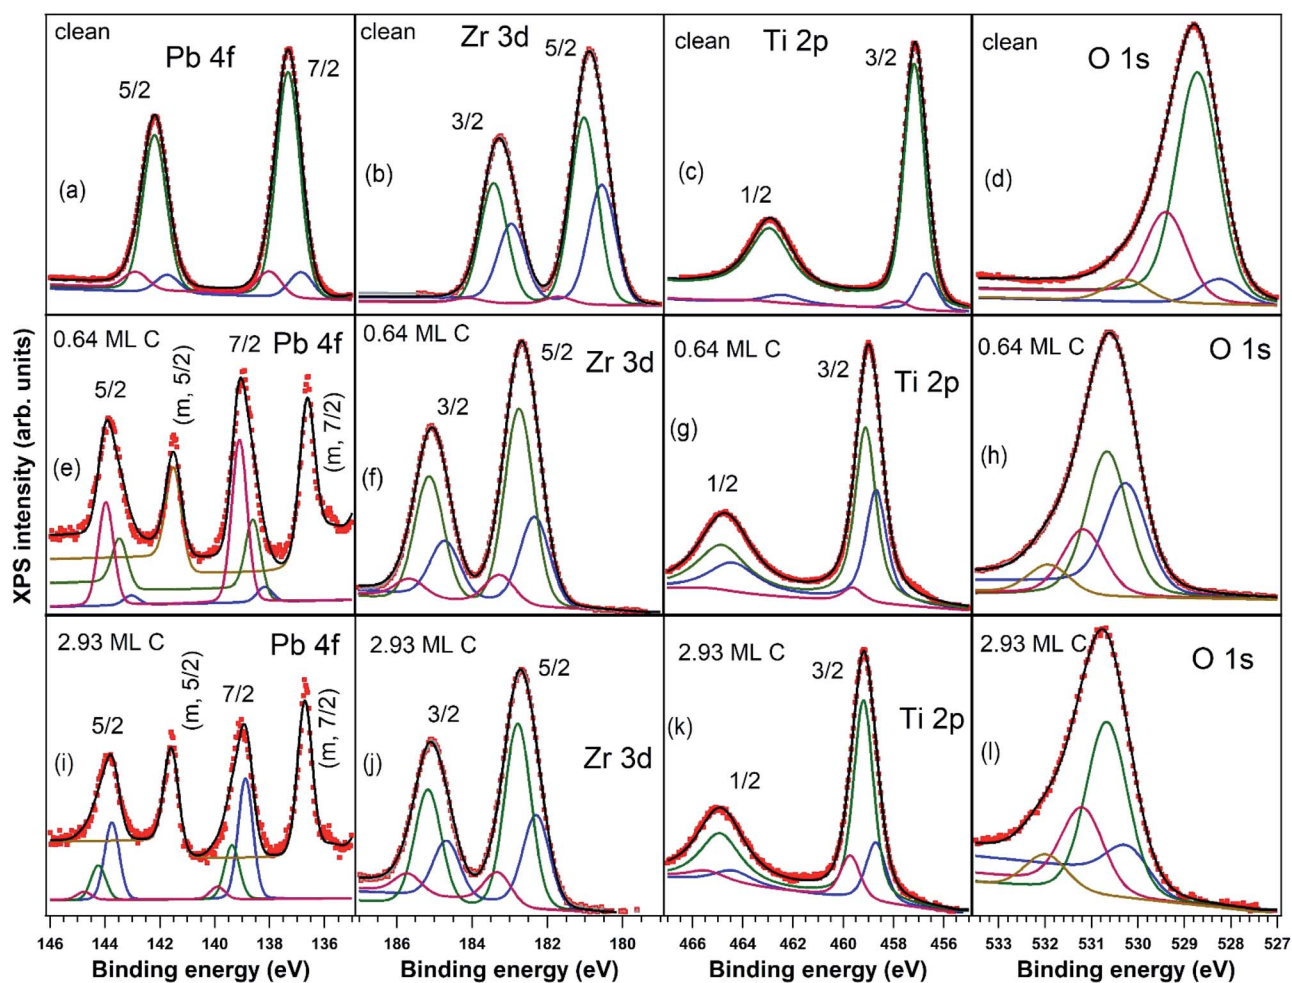 clean
Pb 4f
5/2
7/2
(a)
clean
Zr 3d
5/2
3/2
(b)
clean
Ti 2p
3/2
1/2
(c)
clean
O 1s
(d)
XPS intensity (arb. units)
0.64 ML C
Pb 4f
5/2
(m, 5/2)
7/2
(m, 7/2)
(e)
0.64 ML C
5/2
Zr 3d
3/2
(f)
0.64 ML C
3/2
Ti 2p
(g)
1/2
0.64 ML C
O 1s
(h)
2.93 ML C
Pb 4f
5/2
(m, 5/2)
7/2
(m, 7/2)
(i)
2.93 ML C
5/2
3/2
Zr 3d
(j)
2.93 ML C
3/2
Ti 2p
(k)
1/2
2.93 ML C
O 1s
(l)
146 144 142 140 138 136
186 184 182 180
466 464 462 460 458 456
533 532 531 530 529 528 527
Binding energy (eV)
Binding energy (eV)
Binding energy (eV)
Binding energy (eV)